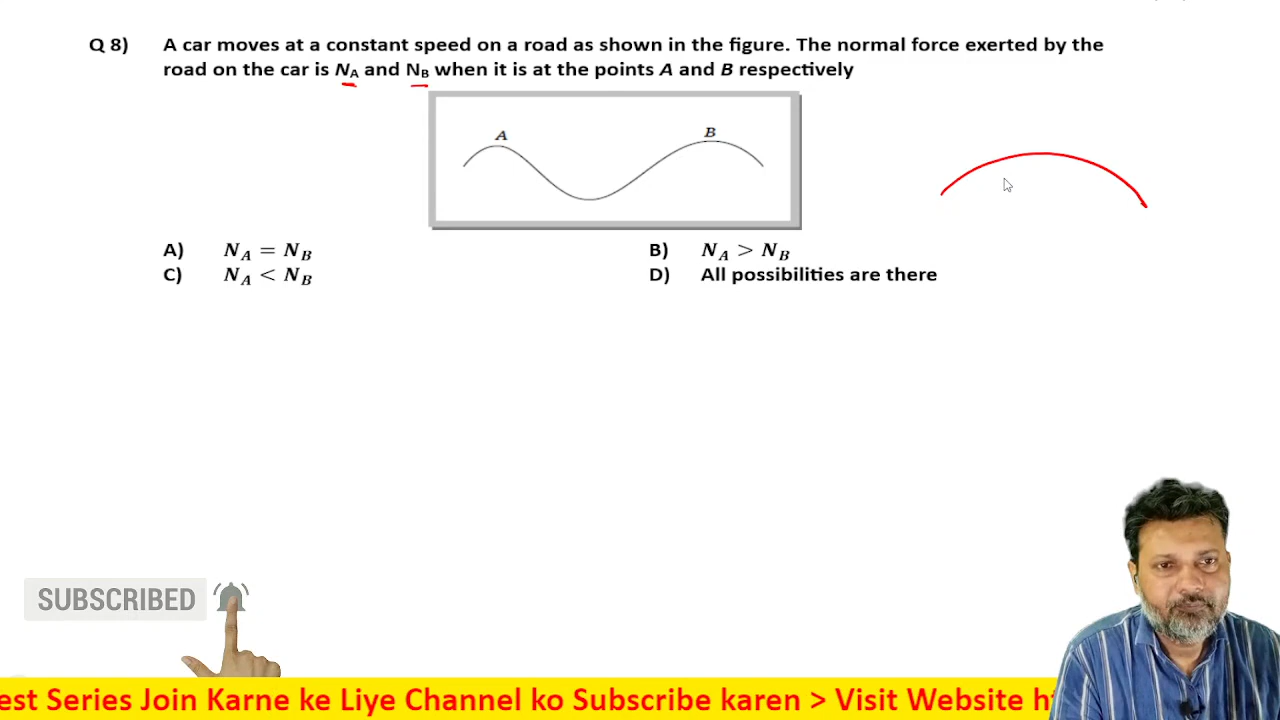 Q 8) A car moves at a constant speed on a road as shown in the figure. The normal force exerted by the
road on the car is N_A and N_B when it is at the points A and B respectively
A B
A) N_A = N_B B) N_A > N_B
C) N_A < N_B D) All possibilities are there
SUBSCRIBED
est Series Join Karne ke Liye Channel ko Subscribe karen > Visit Website